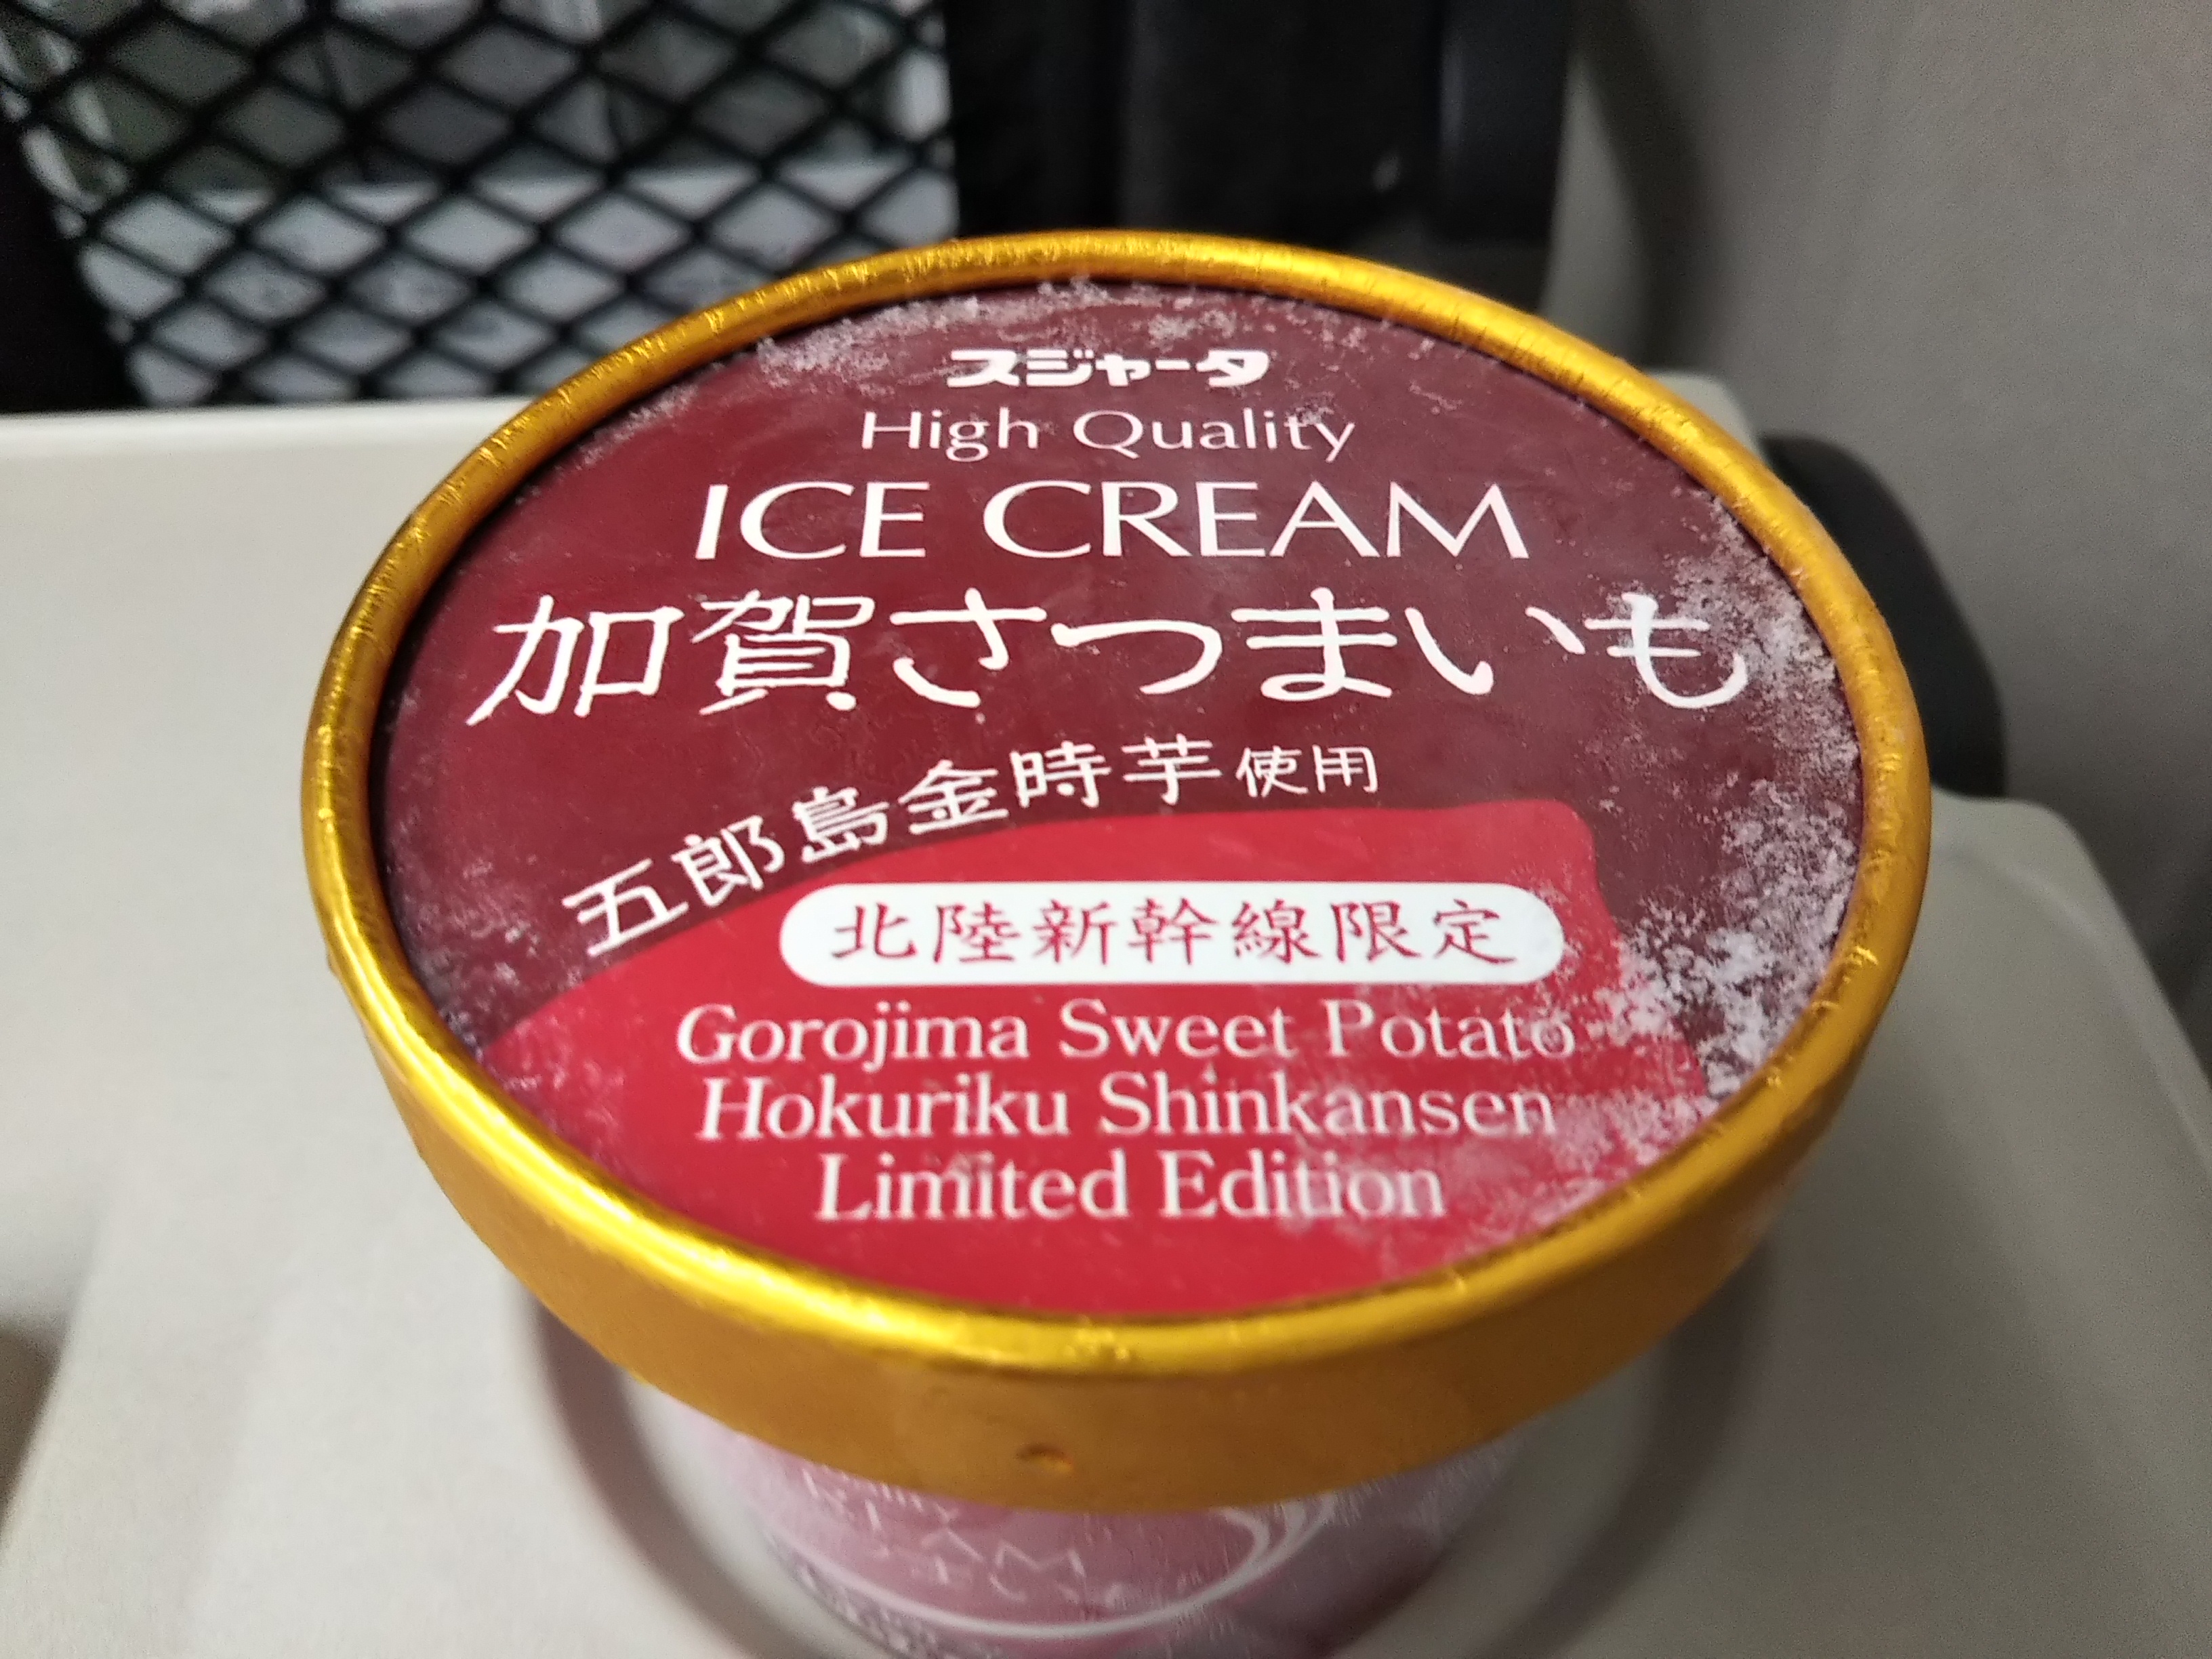 スジャータ
High Quality
ICE CREAM
加賀さつまいも
五郎島金時芋使用
北陸新幹線限定
Gorojima Sweet Potato
Hokuriku Shinkansen
Limited Edition